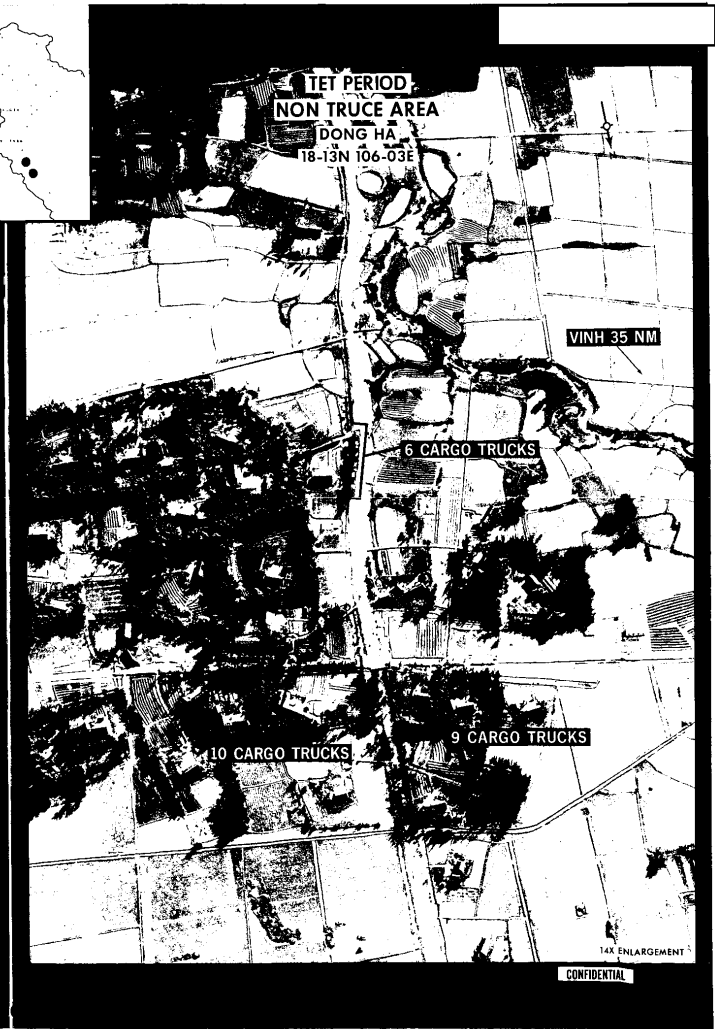 TET PERIOD
NON TRUCE AREA
DONG HA
18-13N 106-03E
VINH 35 NM
6 CARGO TRUCKS
9 CARGO TRUCKS
10 CARGO TRUCKS
14X ENLARGEMENT
CONFIDENTIAL